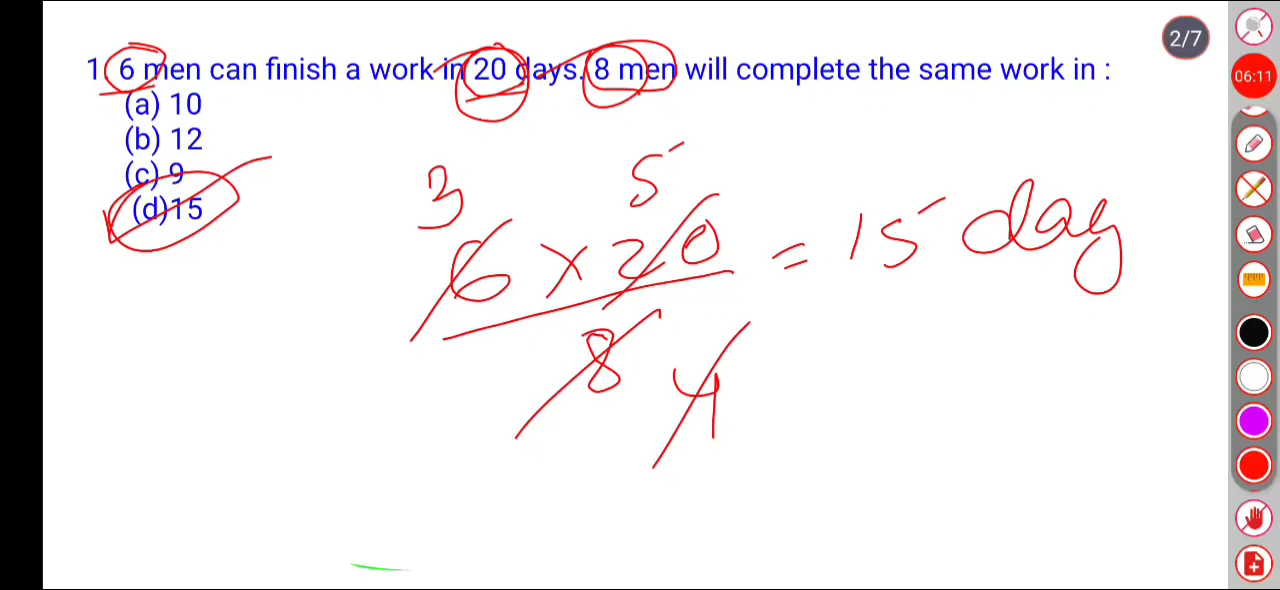 2/7
1 6 men can finish a work in 20 days. 8 men will complete the same work in :
06:11
(a) 10
(b) 12
(c) 9
(d)15
3 5
6 × 20 = 15 day
8 4